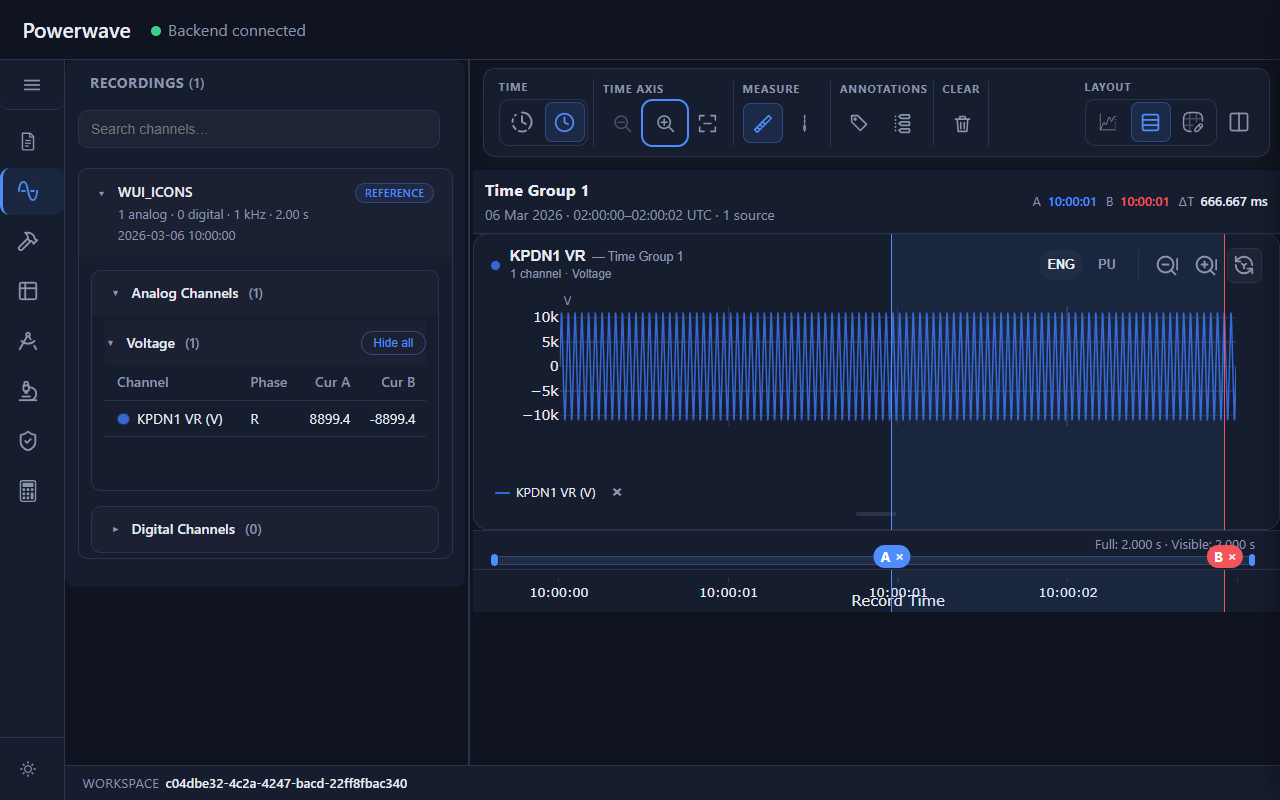 Powerwave
Backend connected
RECORDINGS (1)
Search channels...
WUI_ICONS
REFERENCE
1 analog · 0 digital · 1 kHz · 2.00 s
2026-03-06 10:00:00
Analog Channels (1)
Voltage (1)
Hide all
Channel Phase Cur A Cur B
KPDN1 VR (V) R 8899.4 -8899.4
Digital Channels (0)
TIME
TIME AXIS
MEASURE
ANNOTATIONS
CLEAR
LAYOUT
Time Group 1
06 Mar 2026 · 02:00:00–02:00:02 UTC · 1 source
A 10:00:01 B 10:00:01 ΔT 666.667 ms
KPDN1 VR — Time Group 1
1 channel · Voltage
ENG PU
V
10k
5k
0
−5k
−10k
KPDN1 VR (V) ×
Full: 2.000 s · Visible: 2.000 s
A ×
B ×
10:00:00 10:00:01 10:00:01 10:00:02
Record Time
WORKSPACE c04dbe32-4c2a-4247-bacd-22ff8fbac340